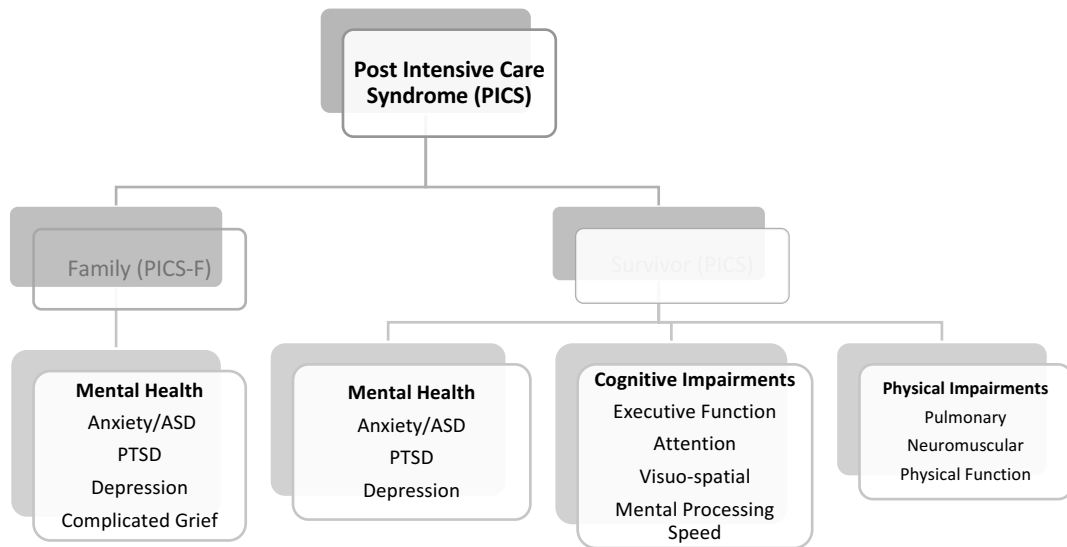 Post Intensive Care
Syndrome (PICS)
Family (PICS-F)
Survivor (PICS)
Mental Health
Anxiety/ASD
PTSD
Depression
Complicated Grief
Mental Health
Anxiety/ASD
PTSD
Depression
Cognitive Impairments
Executive Function
Attention
Visuo-spatial
Mental Processing
Speed
Physical Impairments
Pulmonary
Neuromuscular
Physical Function